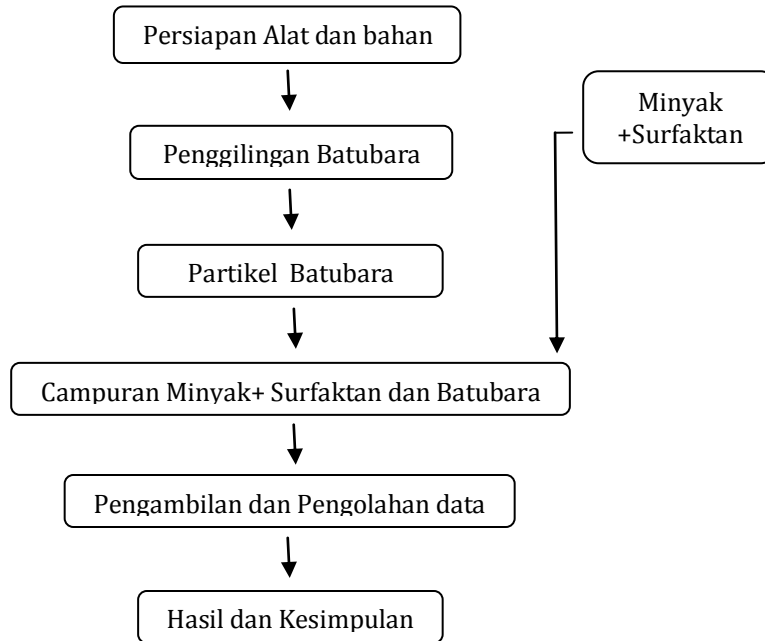 Persiapan Alat dan bahan
Minyak
+Surfaktan
Penggilingan Batubara
Partikel Batubara
Campuran Minyak+ Surfaktan dan Batubara
Pengambilan dan Pengolahan data
Hasil dan Kesimpulan